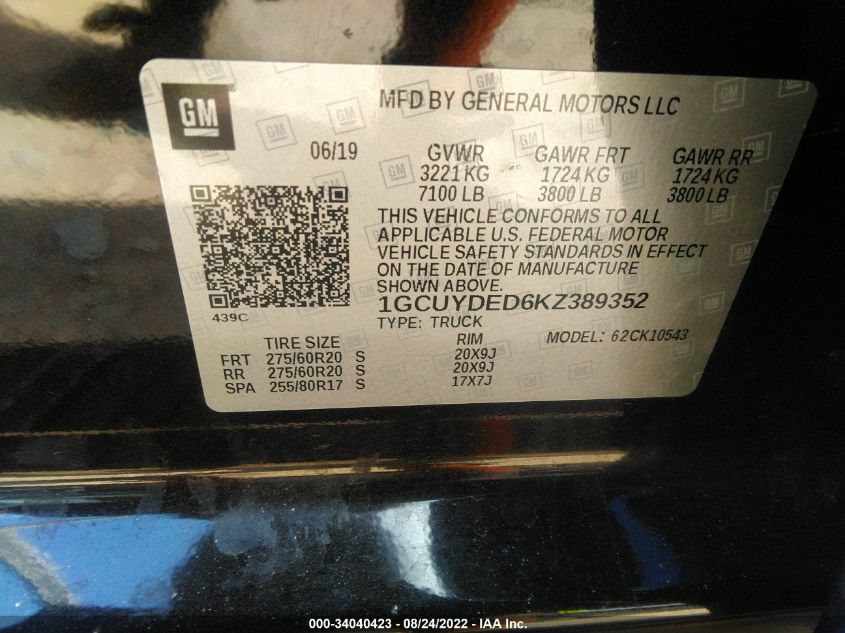 GM
MFD BY GENERAL MOTORS LLC
06/19 GVWR GAWR FRT GAWR RR
3221 KG 1724 KG 1724 KG
7100 LB 3800 LB 3800 LB
THIS VEHICLE CONFORMS TO ALL
APPLICABLE U.S. FEDERAL MOTOR
VEHICLE SAFETY STANDARDS IN EFFECT
ON THE DATE OF MANUFACTURE
SHOWN ABOVE.
439C
1GCUYDED6KZ389352
TYPE: TRUCK MODEL: 62CK10543
TIRE SIZE RIM
FRT 275/60R20 S 20X9J
RR 275/60R20 S 20X9J
SPA 255/80R17 S 17X7J
000-34040423 - 08/24/2022 - IAA Inc.